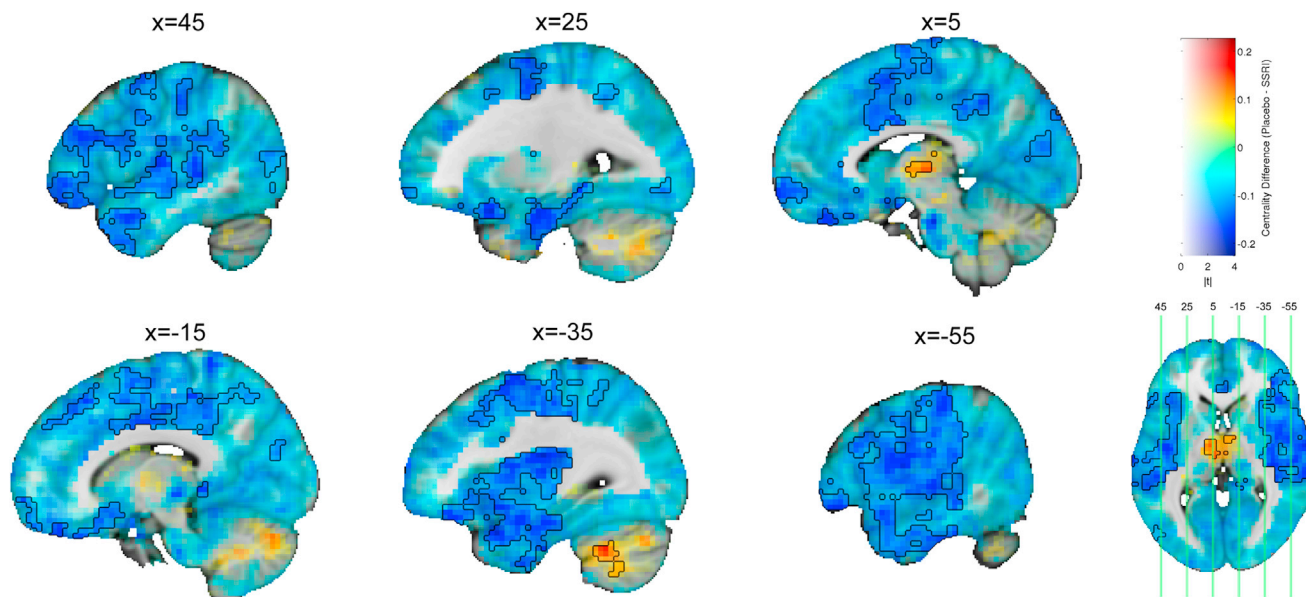 x=45
x=25
x=5
0.2
0.1
0
-0.1
-0.2
Centrality Difference (Placebo - SSRI)
0 2 4
|t|
x=-15
x=-35
x=-55
45 25 5 -15 -35 -55